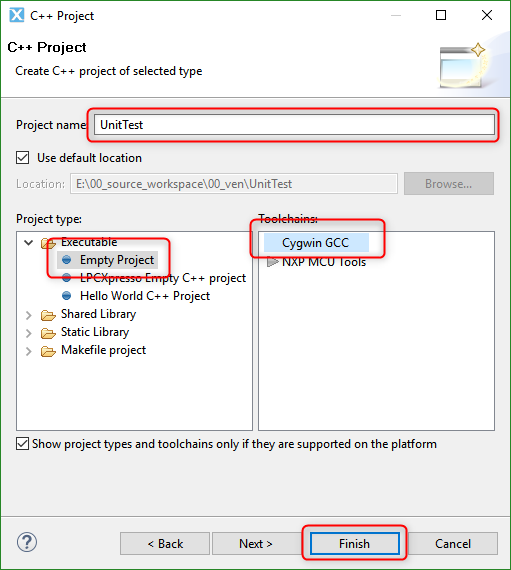 C++ Project
C++ Project
Create C++ project of selected type
Project name
UnitTest
Use default location
Location:
E:\00_source_workspace\00_ven\UnitTest
Browse...
Project type:
Toolchains:
Executable
Empty Project
LPCXpresso Empty C++ project
Hello World C++ Project
Shared Library
Static Library
Makefile project
Cygwin GCC
NXP MCU Tools
Show project types and toolchains only if they are supported on the platform
?
< Back
Next >
Finish
Cancel